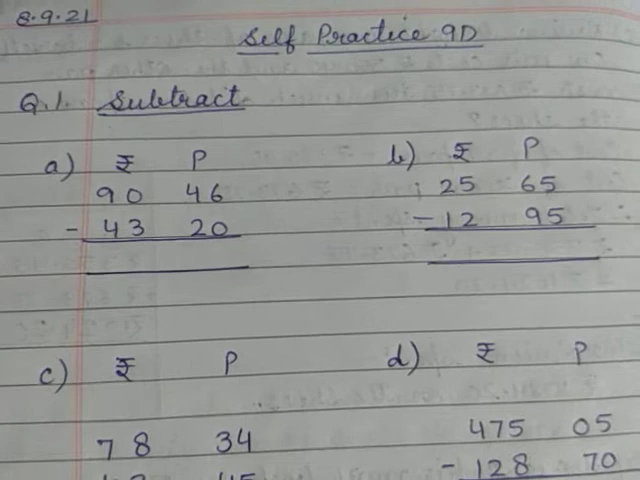 8.9.21
Self Practice 9D
Q.1. Subtract
a) ₹ P
90 46
- 43 20
b) ₹ P
25 65
- 12 95
c) ₹ P
78 34
d) ₹ P
475 05
- 128 70